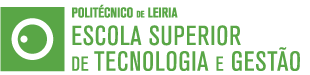 POLITÉCNICO DE LEIRIA
ESCOLA SUPERIOR
DE TECNOLOGIA E GESTÃO